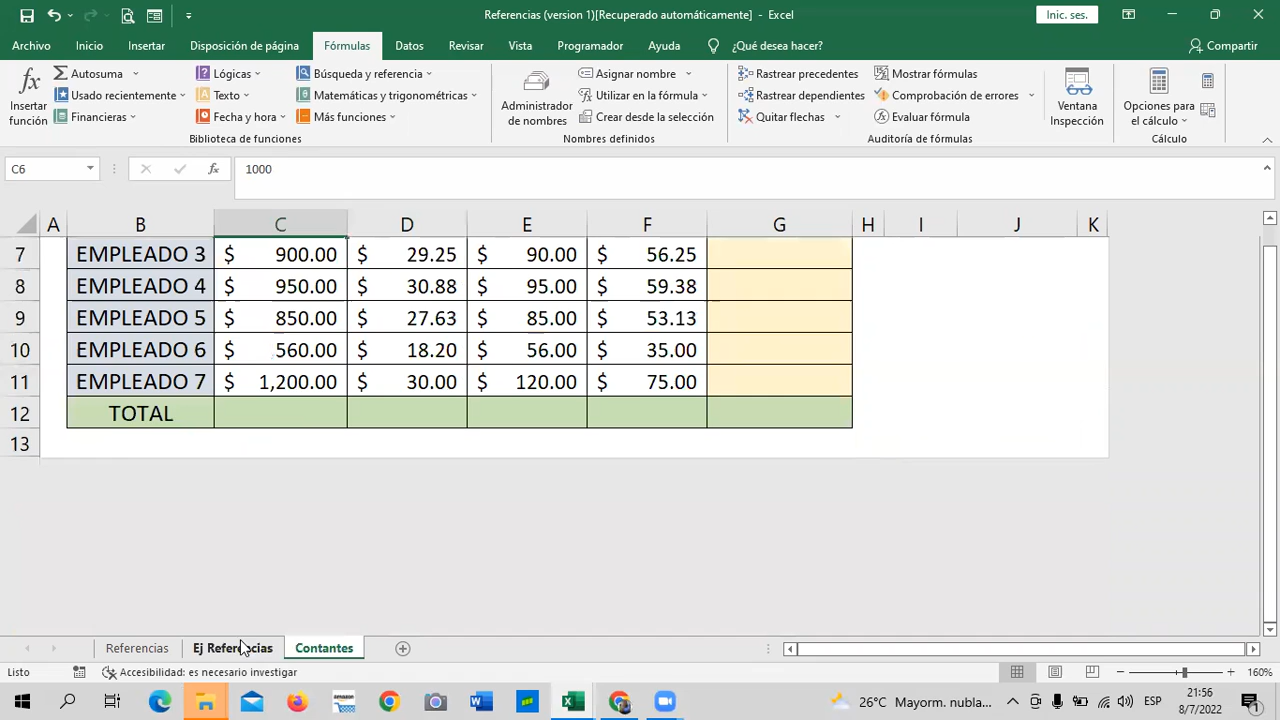 Referencias (version 1)[Recuperado automáticamente] - Excel
Inic. ses.
Archivo Inicio Insertar Disposición de página Fórmulas Datos Revisar Vista Programador Ayuda ¿Qué desea hacer? Compartir
Insertar función
Autosuma
Usado recientemente
Financieras
Lógicas
Texto
Fecha y hora
Búsqueda y referencia
Matemáticas y trigonométricas
Más funciones
Biblioteca de funciones
Administrador de nombres
Asignar nombre
Utilizar en la fórmula
Crear desde la selección
Nombres definidos
Rastrear precedentes
Rastrear dependientes
Quitar flechas
Mostrar fórmulas
Comprobación de errores
Evaluar fórmula
Auditoría de fórmulas
Ventana Inspección
Opciones para el cálculo
Cálculo
C6 fx 1000
A B C D E F G H I J K
7 EMPLEADO 3 $ 900.00 $ 29.25 $ 90.00 $ 56.25
8 EMPLEADO 4 $ 950.00 $ 30.88 $ 95.00 $ 59.38
9 EMPLEADO 5 $ 850.00 $ 27.63 $ 85.00 $ 53.13
10 EMPLEADO 6 $ 560.00 $ 18.20 $ 56.00 $ 35.00
11 EMPLEADO 7 $ 1,200.00 $ 30.00 $ 120.00 $ 75.00
12 TOTAL
13
Referencias Ej Referencias Contantes
Listo Accesibilidad: es necesario investigar 160%
26°C Mayorm. nubla... ESP 21:56
8/7/2022